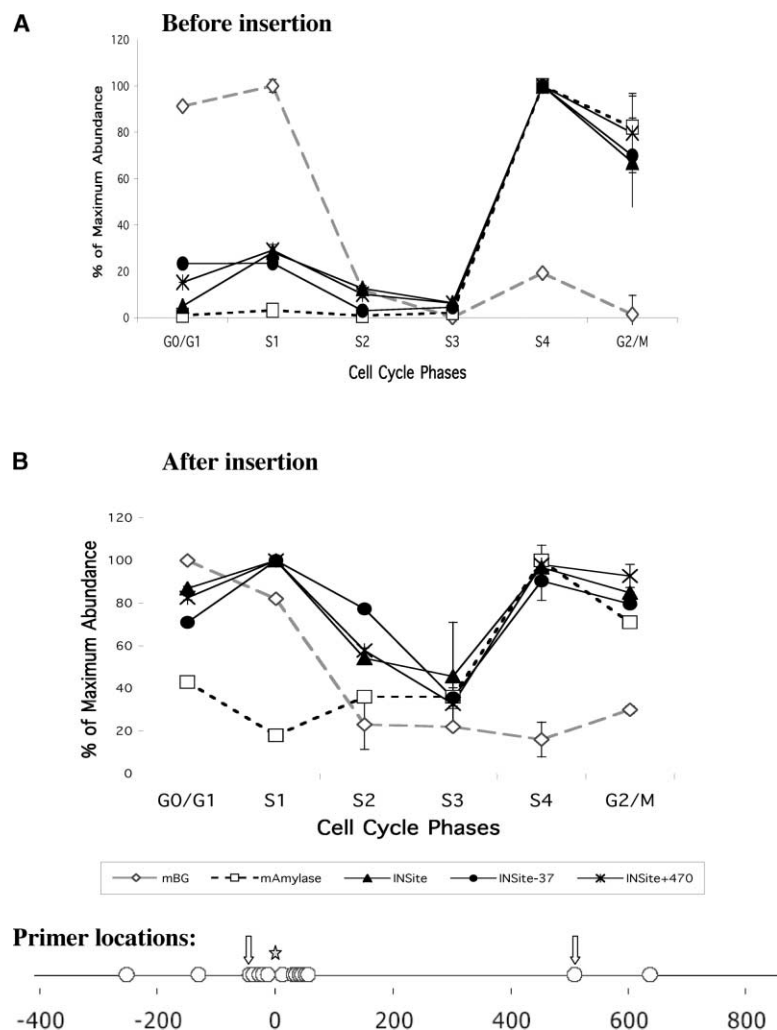 A Before insertion
120
100
80
60
40
20
0
% of Maximum Abundance
G0/G1 S1 S2 S3 S4 G2/M
Cell Cycle Phases
B After insertion
120
100
80
60
40
20
0
% of Maximum Abundance
G0/G1 S1 S2 S3 S4 G2/M
Cell Cycle Phases
mBG mAmylase INSite INSite-37 INSite+470
Primer locations:
-400 -200 0 200 400 600 800